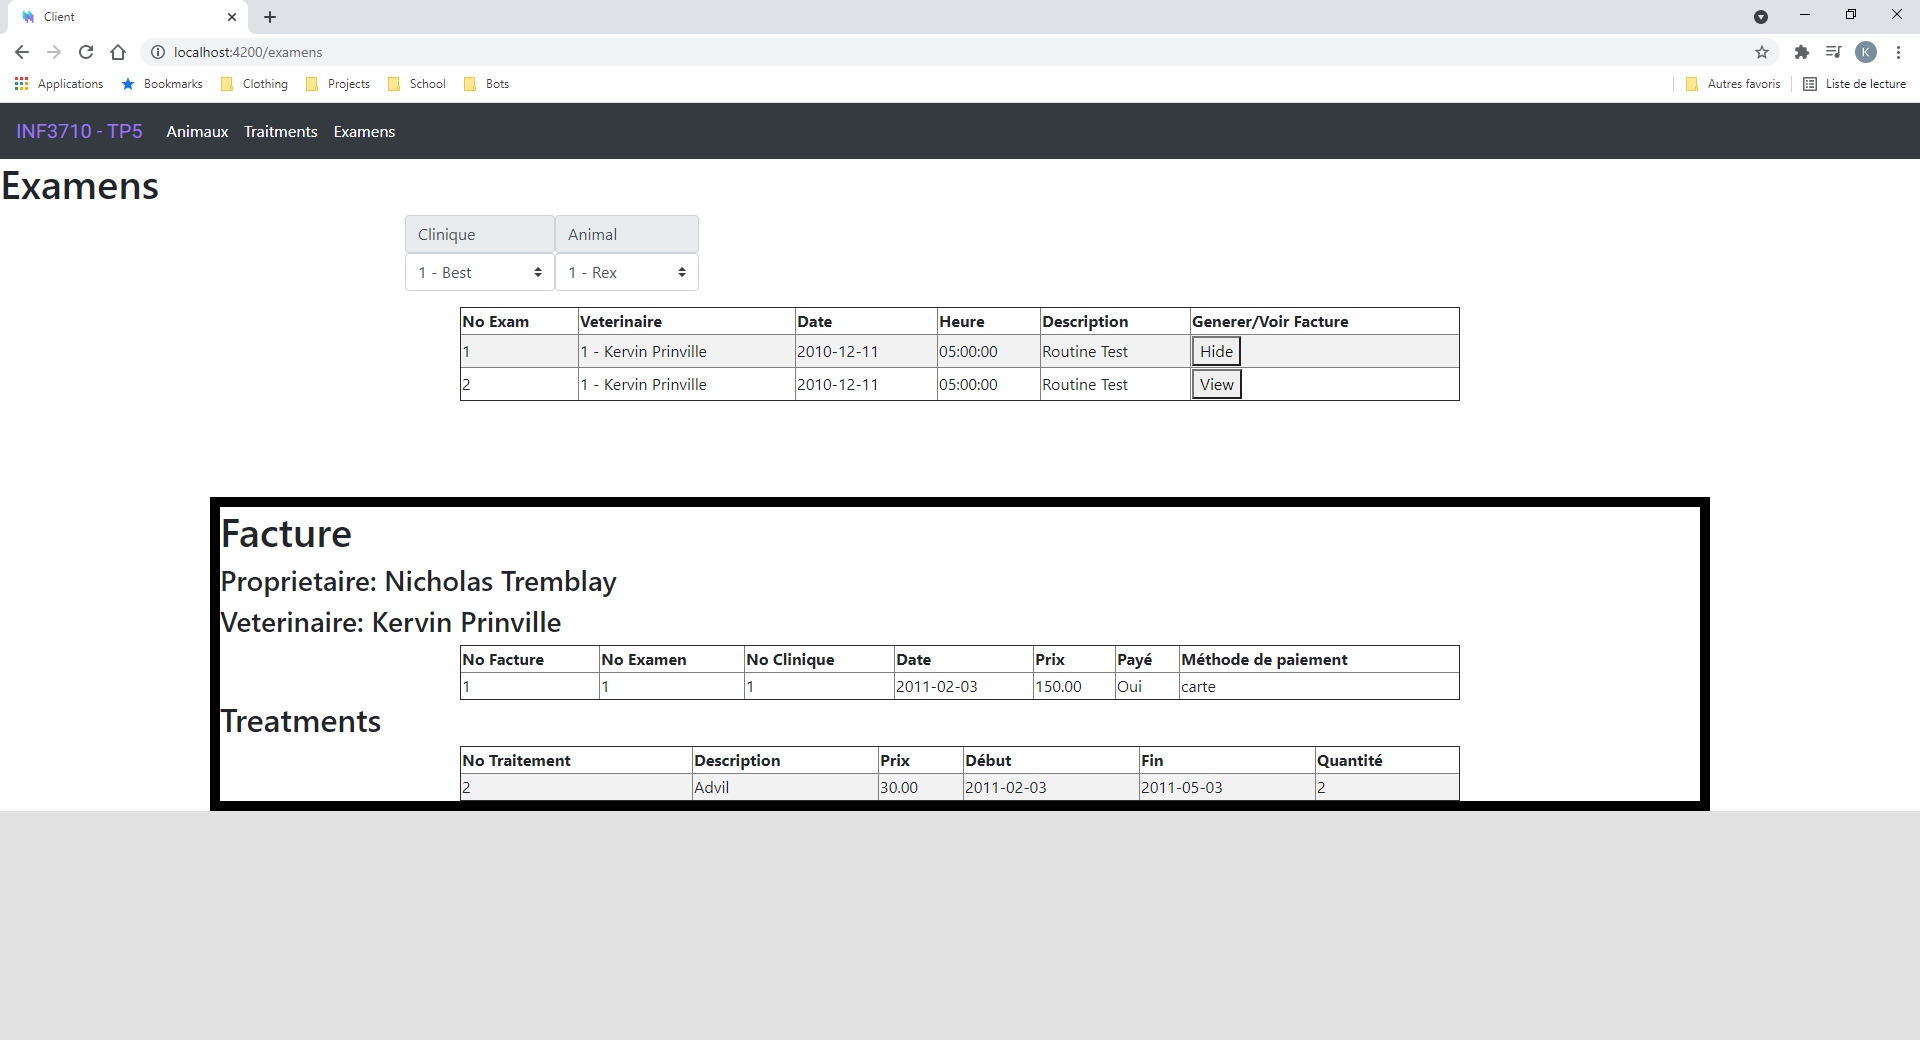 Client
localhost:4200/examens
K
Applications Bookmarks Clothing Projects School Bots Autres favoris Liste de lecture
INF3710 - TP5 Animaux Traitments Examens
Examens
Clinique Animal
1 - Best 1 - Rex
No Exam Veterinaire Date Heure Description Generer/Voir Facture
1 1 - Kervin Prinville 2010-12-11 05:00:00 Routine Test Hide
2 1 - Kervin Prinville 2010-12-11 05:00:00 Routine Test View
Facture
Proprietaire: Nicholas Tremblay
Veterinaire: Kervin Prinville
No Facture No Examen No Clinique Date Prix Payé Méthode de paiement
1 1 1 2011-02-03 150.00 Oui carte
Treatments
No Traitement Description Prix Début Fin Quantité
2 Advil 30.00 2011-02-03 2011-05-03 2